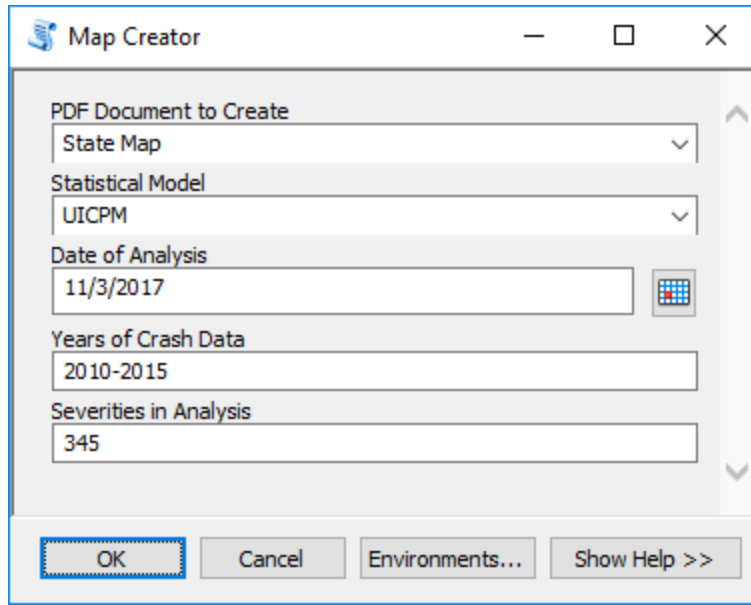 Map Creator
PDF Document to Create
State Map
Statistical Model
UICPM
Date of Analysis
11/3/2017
Years of Crash Data
2010-2015
Severities in Analysis
345
OK Cancel Environments... Show Help >>